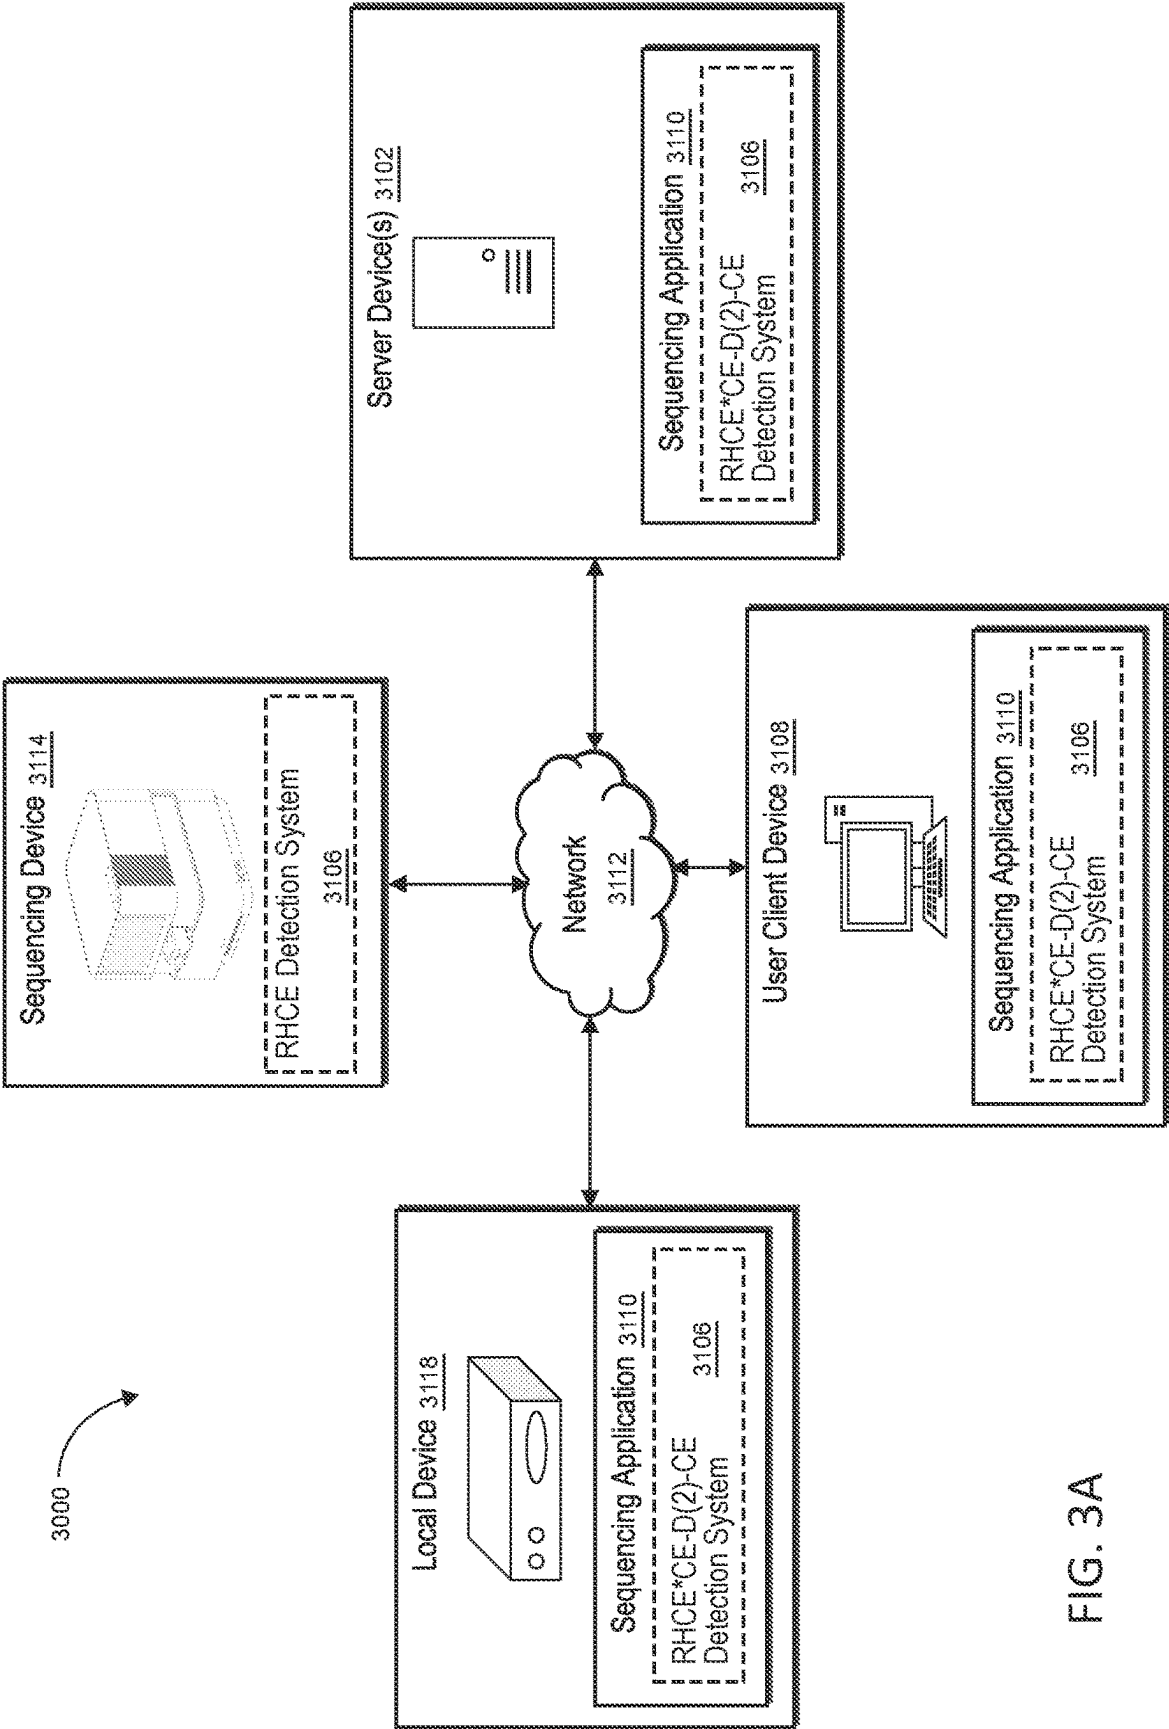 3000
Sequencing Device 3114
RHCE Detection System
3106
Local Device 3118
Sequencing Application 3110
RHCE*CE-D(2)-CE
Detection System 3106
Network
3112
Server Device(s) 3102
Sequencing Application 3110
RHCE*CE-D(2)-CE
Detection System 3106
User Client Device 3108
Sequencing Application 3110
RHCE*CE-D(2)-CE
Detection System 3106
FIG. 3A